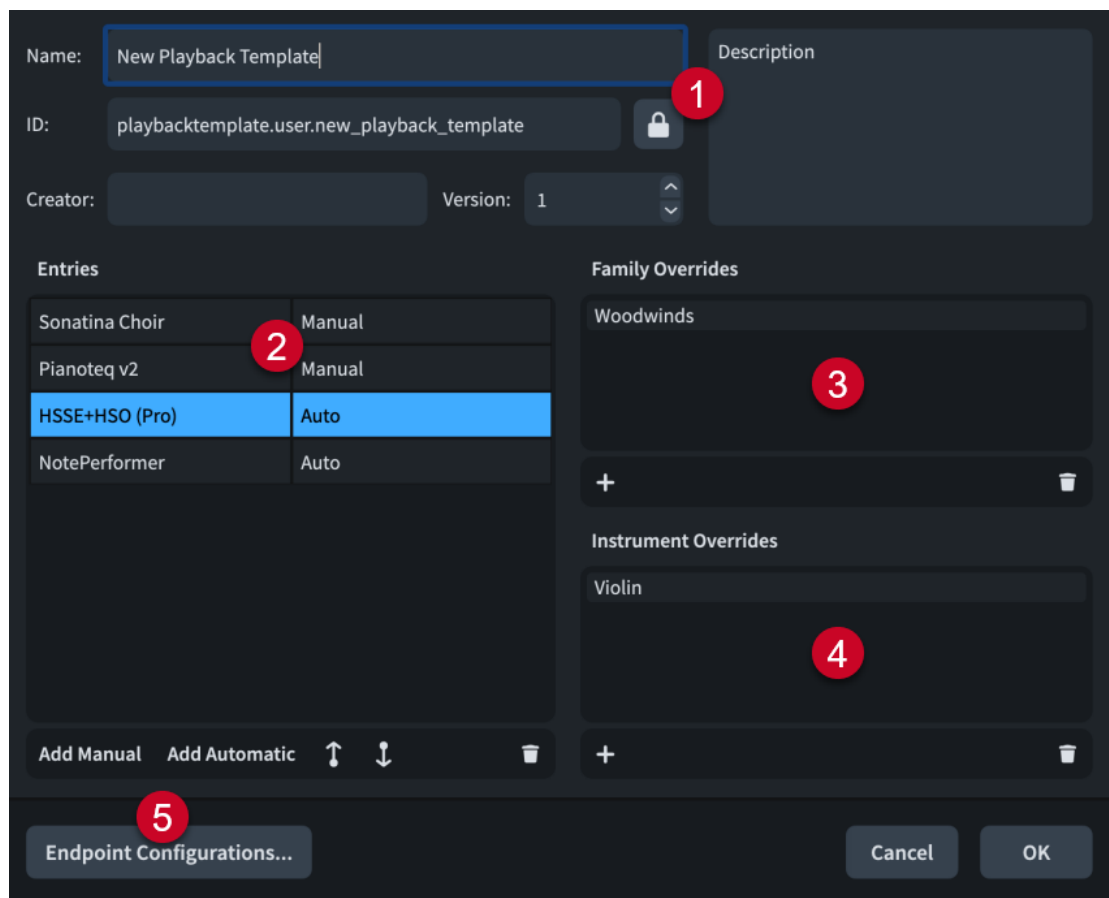 Name: New Playback Template Description
1
ID: playbacktemplate.user.new_playback_template
Creator: Version: 1
Entries Family Overrides
Sonatina Choir Manual Woodwinds
2
Pianoteq v2 Manual
3
HSSE+HSO (Pro) Auto
NotePerformer Auto
Instrument Overrides
Violin
4
Add Manual Add Automatic
5
Endpoint Configurations... Cancel OK